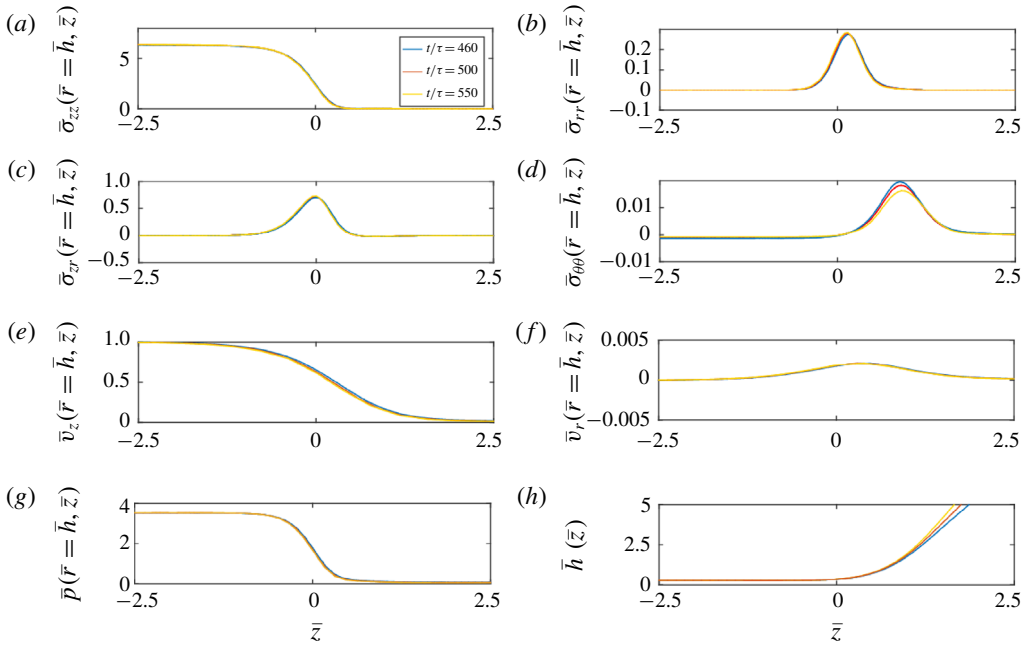 (a)
σ̄zz(r̄ = h̄, z̄)
5
0
t/τ = 460
t/τ = 500
t/τ = 550
−2.5 0 2.5
(b)
σ̄rr(r̄ = h̄, z̄)
0.2
0.1
0
−0.1
−2.5 0 2.5
(c)
σ̄zr(r̄ = h̄, z̄)
1.0
0.5
0
−0.5
−2.5 0 2.5
(d)
σ̄θθ(r̄ = h̄, z̄)
0.01
0
−0.01
−2.5 0 2.5
(e)
v̄z(r̄ = h̄, z̄)
1.0
0.5
0
−2.5 0 2.5
(f)
v̄r(r̄ = h̄, z̄)
0.005
0
−0.005
−2.5 0 2.5
(g)
p̄(r̄ = h̄, z̄)
4
2
0
−2.5 0 2.5
z̄
(h)
h̄ (z̄)
5
2.5
0
−2.5 0 2.5
z̄